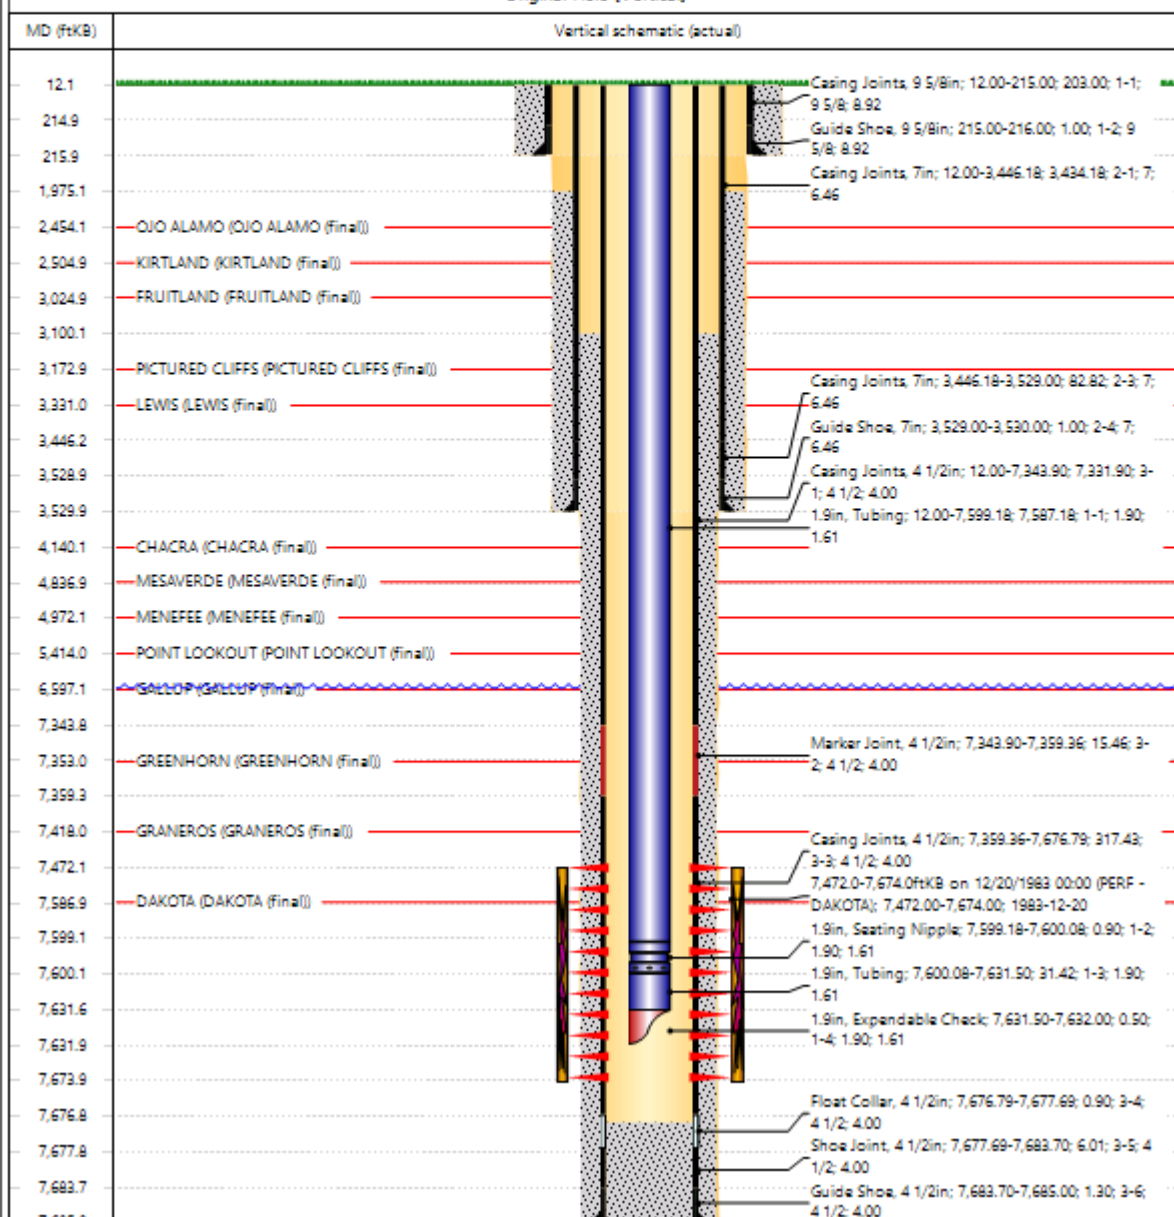 MD (ftKB)
Vertical schematic (actual)
12.1
214.9
215.9
1,975.1
2,454.1
2,504.9
3,024.9
3,100.1
3,172.9
3,331.0
3,446.2
3,528.9
3,529.9
4,140.1
4,836.9
4,972.1
5,414.0
6,597.1
7,343.8
7,353.0
7,359.3
7,418.0
7,472.1
7,586.9
7,599.1
7,600.1
7,631.6
7,631.9
7,673.9
7,676.8
7,677.8
7,683.7
OJO ALAMO (OJO ALAMO (final))
KIRTLAND (KIRTLAND (final))
FRUITLAND (FRUITLAND (final))
PICTURED CLIFFS (PICTURED CLIFFS (final))
LEWIS (LEWIS (final))
CHACRA (CHACRA (final))
MESAVERDE (MESAVERDE (final))
MENEFEE (MENEFEE (final))
POINT LOOKOUT (POINT LOOKOUT (final))
GALLUP (GALLUP (final))
GREENHORN (GREENHORN (final))
GRANEROS (GRANEROS (final))
DAKOTA (DAKOTA (final))
Casing Joints, 9 5/8in; 12.00-215.00; 203.00; 1-1;
9 5/8; 8.92
Guide Shoe, 9 5/8in; 215.00-216.00; 1.00; 1-2; 9
5/8; 8.92
Casing Joints, 7in; 12.00-3,446.18; 3,434.18; 2-1; 7;
6.46
Casing Joints, 7in; 3,446.18-3,529.00; 82.82; 2-3; 7;
6.46
Guide Shoe, 7in; 3,529.00-3,530.00; 1.00; 2-4; 7;
6.46
Casing Joints, 4 1/2in; 12.00-7,343.90; 7,331.90; 3-
1; 4 1/2; 4.00
1.9in, Tubing; 12.00-7,599.18; 7,587.18; 1-1; 1.90;
1.61
Marker Joint, 4 1/2in; 7,343.90-7,359.36; 15.46; 3-
2; 4 1/2; 4.00
Casing Joints, 4 1/2in; 7,359.36-7,676.79; 317.43;
3-3; 4 1/2; 4.00
7,472.0-7,674.0ftKB on 12/20/1983 00:00 (PERF -
DAKOTA); 7,472.00-7,674.00; 1983-12-20
1.9in, Seating Nipple; 7,599.18-7,600.08; 0.90; 1-2;
1.90; 1.61
1.9in, Tubing; 7,600.08-7,631.50; 31.42; 1-3; 1.90;
1.61
1.9in, Expendable Check; 7,631.50-7,632.00; 0.50;
1-4; 1.90; 1.61
Float Collar, 4 1/2in; 7,676.79-7,677.69; 0.90; 3-4;
4 1/2; 4.00
Shoe Joint, 4 1/2in; 7,677.69-7,683.70; 6.01; 3-5; 4
1/2; 4.00
Guide Shoe, 4 1/2in; 7,683.70-7,685.00; 1.30; 3-6;
4 1/2; 4.00